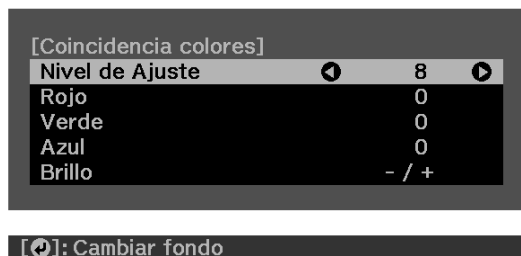 [Coincidencia colores]
Nivel de Ajuste 8
Rojo 0
Verde 0
Azul 0
Brillo - / +
[↵]: Cambiar fondo